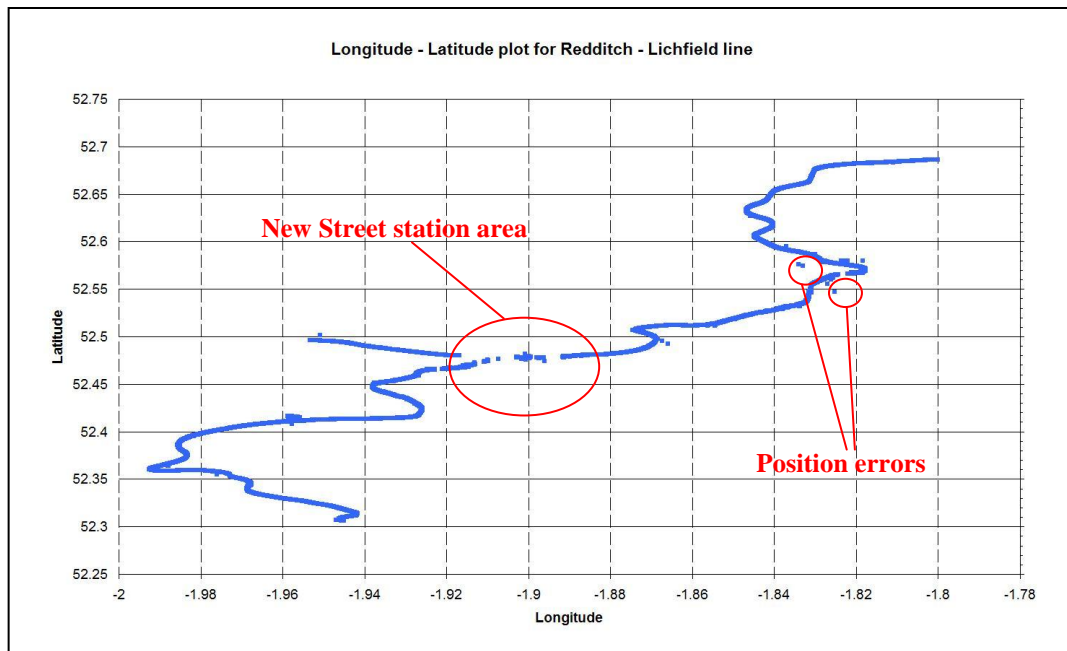 Longitude - Latitude plot for Redditch - Lichfield line
52.75
52.7
52.65
52.6
52.55
52.5
52.45
52.4
52.35
52.3
52.25
Latitude
New Street station area
Position errors
-2 -1.98 -1.96 -1.94 -1.92 -1.9 -1.88 -1.86 -1.84 -1.82 -1.8 -1.78
Longitude